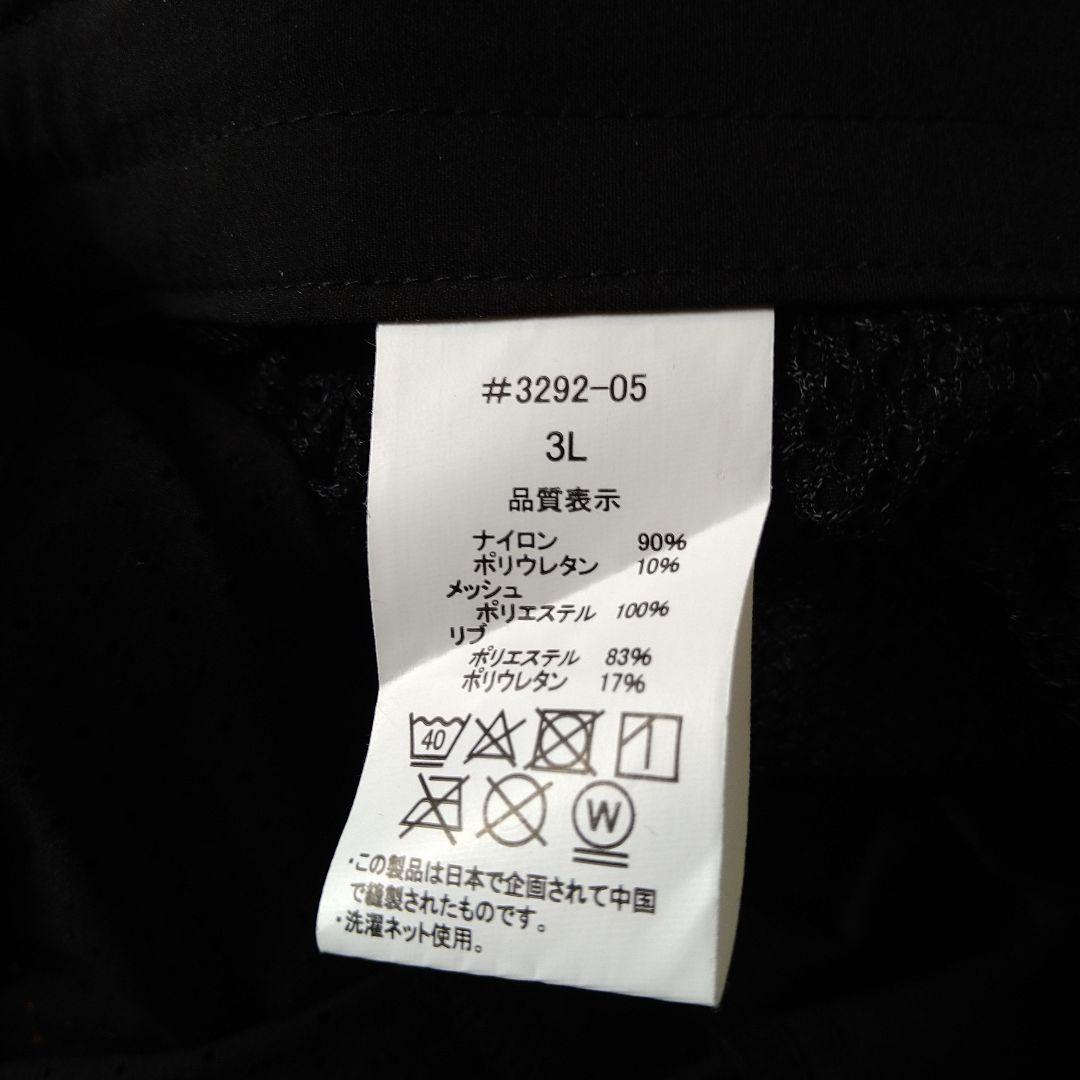 #3292-05
3L
品質表示
ナイロン 90%
ポリウレタン 10%
メッシュ
ポリエステル 100%
リブ
ポリエステル 83%
ポリウレタン 17%
40
W
・この製品は日本で企画されて中国
で縫製されたものです。
・洗濯ネット使用。